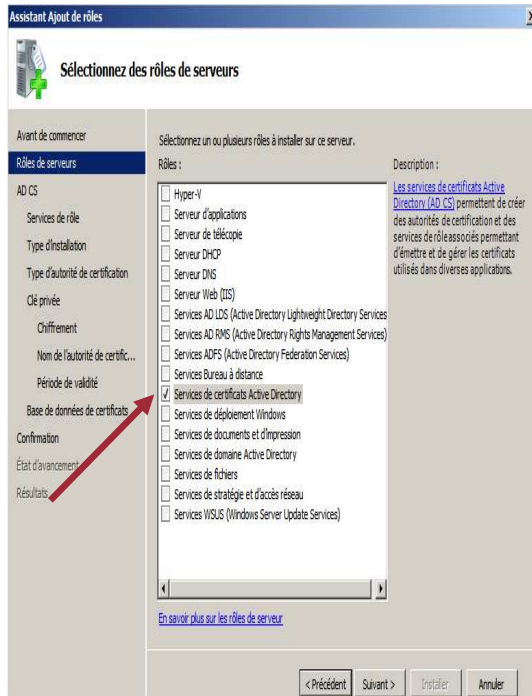 Assistant Ajout de rôles
Sélectionnez des rôles de serveurs
Avant de commencer
Rôles de serveurs
AD CS
Services de rôle
Type d'installation
Type d'autorité de certification
Clé privée
Chiffrement
Nom de l'autorité de certific...
Période de validité
Base de données de certificats
Confirmation
État d'avancement
Résultats
Sélectionnez un ou plusieurs rôles à installer sur ce serveur.
Rôles :
Hyper-V
Serveur d'applications
Serveur de télécopie
Serveur DHCP
Serveur DNS
Serveur Web (IIS)
Services AD LDS (Active Directory Lightweight Directory Services
Services AD RMS (Active Directory Rights Management Services)
Services ADFS (Active Directory Federation Services)
Services Bureau à distance
Services de certificats Active Directory
Services de déploiement Windows
Services de documents et d'impression
Services de domaine Active Directory
Services de fichiers
Services de stratégie et d'accès réseau
Services WSUS (Windows Server Update Services)
En savoir plus sur les rôles de serveur
Description :
Les services de certificats Active
Directory (AD CS) permettent de créer
des autorités de certification et des
services de rôle associés permettant
d'émettre et de gérer les certificats
utilisés dans diverses applications.
< Précédent
Suivant >
Installer
Annuler